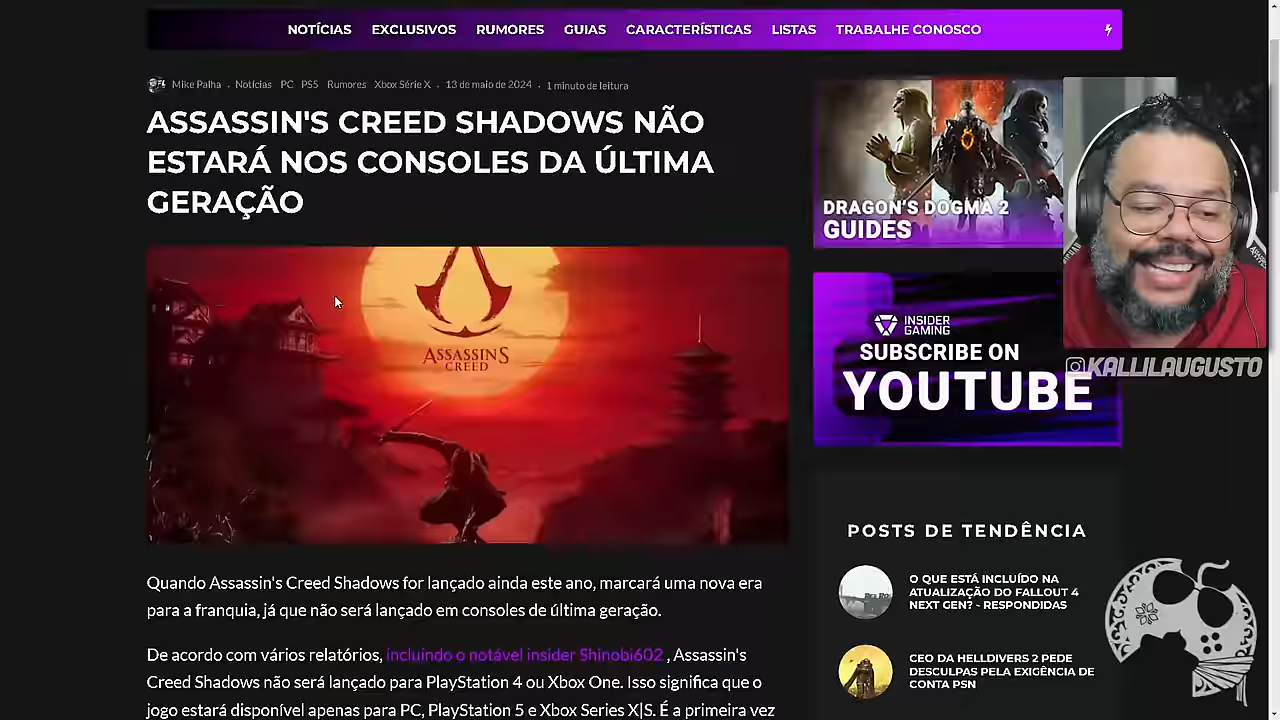 NOTÍCIAS EXCLUSIVOS RUMORES GUIAS CARACTERÍSTICAS LISTAS TRABALHE CONOSCO
Mike Palha . Notícias PC PS5 Rumores Xbox Série X . 13 de maio de 2024 . 1 minuto de leitura
ASSASSIN'S CREED SHADOWS NÃO
ESTARÁ NOS CONSOLES DA ÚLTIMA
GERAÇÃO
ASSASSIN'S
CREED
Quando Assassin's Creed Shadows for lançado ainda este ano, marcará uma nova era
para a franquia, já que não será lançado em consoles de última geração.
De acordo com vários relatórios, incluindo o notável insider Shinobi602 , Assassin's
Creed Shadows não será lançado para PlayStation 4 ou Xbox One. Isso significa que o
jogo estará disponível apenas para PC, PlayStation 5 e Xbox Series X|S. É a primeira vez
DRAGON'S DOGMA 2
GUIDES
INSIDER
GAMING
SUBSCRIBE ON
YOUTUBE
@KALLILAUGUSTO
POSTS DE TENDÊNCIA
O QUE ESTÁ INCLUÍDO NA
ATUALIZAÇÃO DO FALLOUT 4
NEXT GEN? - RESPONDIDAS
CEO DA HELLDIVERS 2 PEDE
DESCULPAS PELA EXIGÊNCIA DE
CONTA PSN